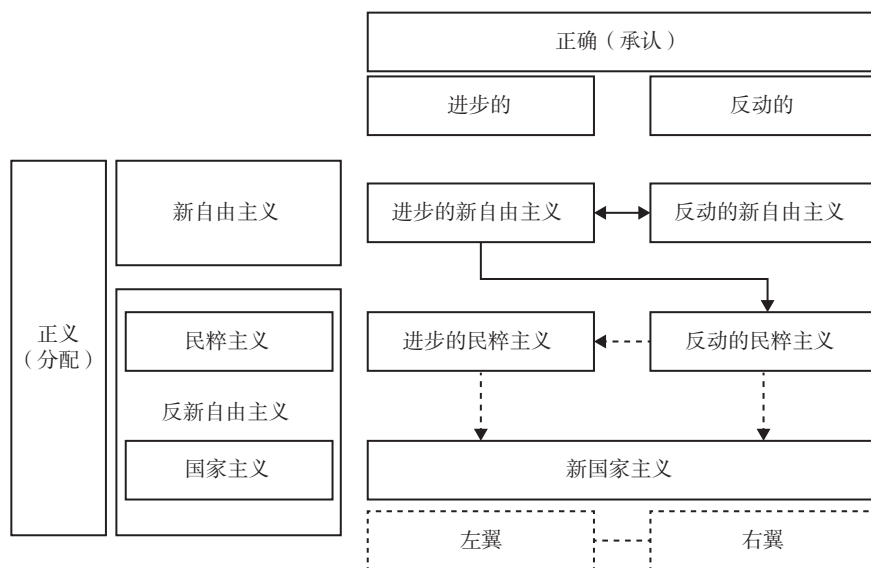 正确（承认）
进步的
反动的
新自由主义
进步的新自由主义
反动的新自由主义
正义
（分配）
民粹主义
进步的民粹主义
反动的民粹主义
反新自由主义
国家主义
新国家主义
左翼
右翼